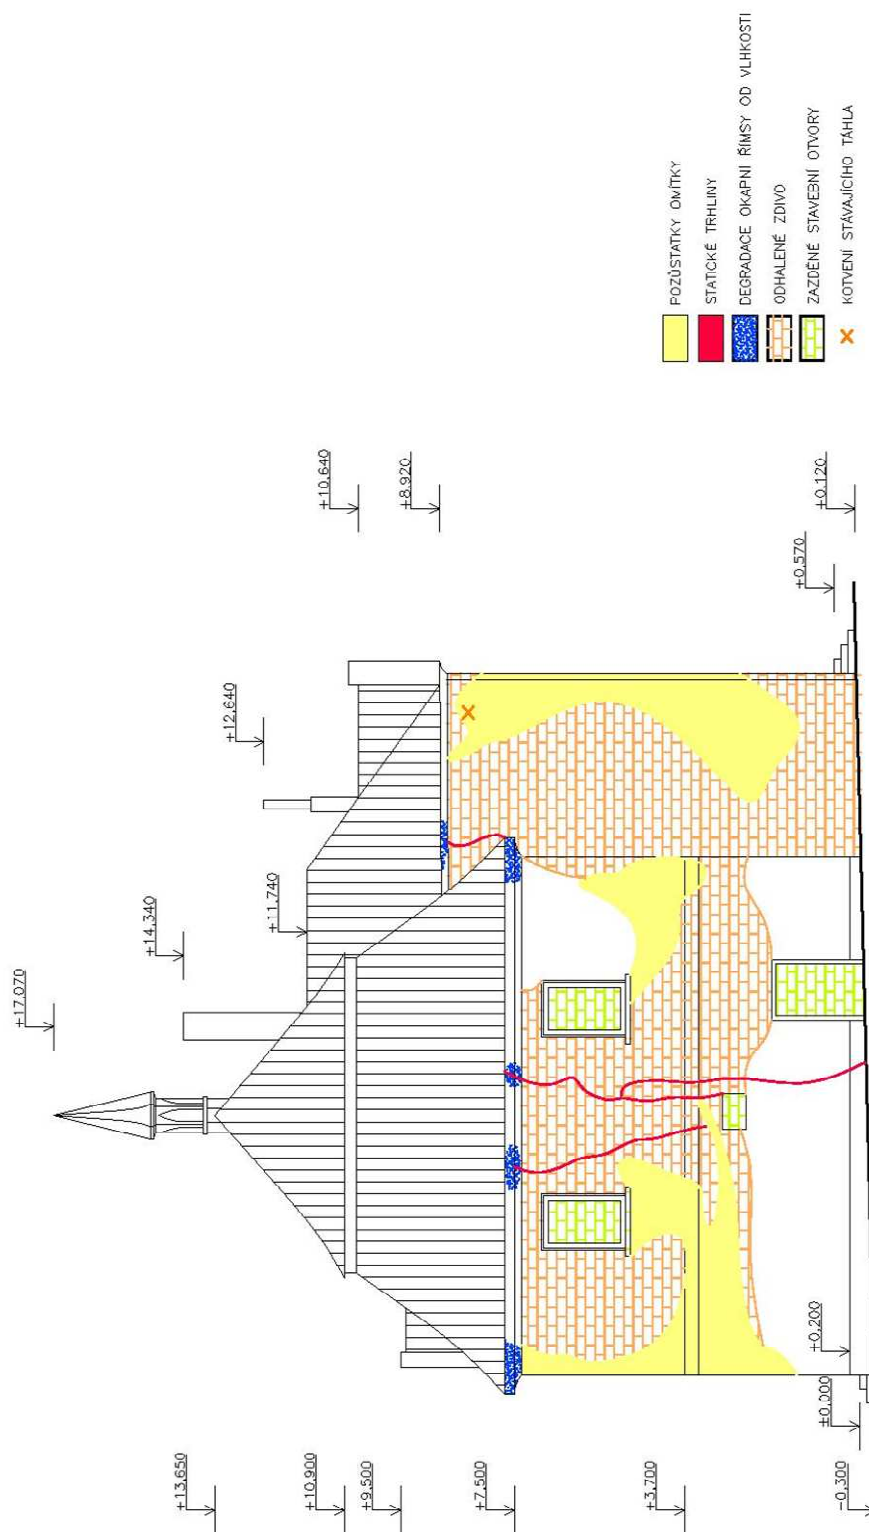 +17,070
+14,340
+12,640
+11,740
+10,640
+8,920
+0,570
+0,120
+13,650
+10,900
+9,500
+7,500
+3,700
+0,200
±0,000
-0,300
POZŮSTATKY OMÍTKY
STATICKÉ TRHLINY
DEGRADACE OKAPNÍ ŘÍMSY OD VLHKOSTI
ODHALENÉ ZDIVO
ZAZDĚNÉ STAVEBNÍ OTVORY
KOTVENÍ STÁVAJÍCÍHO TÁHLA